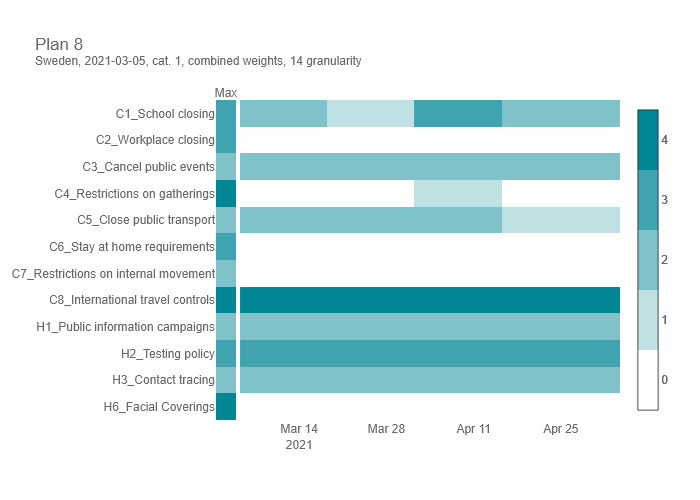 Plan 8
Sweden, 2021-03-05, cat. 1, combined weights, 14 granularity
Max
C1_School closing
C2_Workplace closing
C3_Cancel public events
C4_Restrictions on gatherings
C5_Close public transport
C6_Stay at home requirements
C7_Restrictions on internal movement
C8_International travel controls
H1_Public information campaigns
H2_Testing policy
H3_Contact tracing
H6_Facial Coverings
4
3
2
1
0
Mar 14 Mar 28 Apr 11 Apr 25
2021